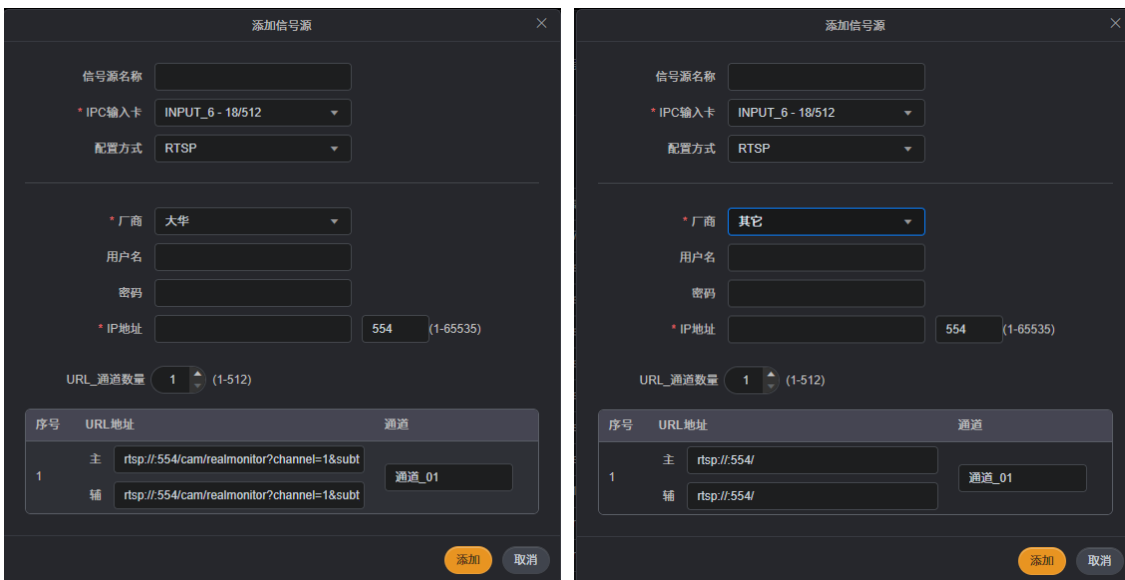 添加信号源
信号源名称
* IPC输入卡 INPUT_6 - 18/512
配置方式 RTSP
* 厂商 大华
用户名
密码
* IP地址 554 (1-65535)
URL_通道数量 1 (1-512)
序号 URL地址 通道
主 rtsp://:554/cam/realmonitor?channel=1&subt
1 通道_01
辅 rtsp://:554/cam/realmonitor?channel=1&subt
添加 取消
添加信号源
信号源名称
* IPC输入卡 INPUT_6 - 18/512
配置方式 RTSP
* 厂商 其它
用户名
密码
* IP地址 554 (1-65535)
URL_通道数量 1 (1-512)
序号 URL地址 通道
主 rtsp://:554/
1 通道_01
辅 rtsp://:554/
添加 取消